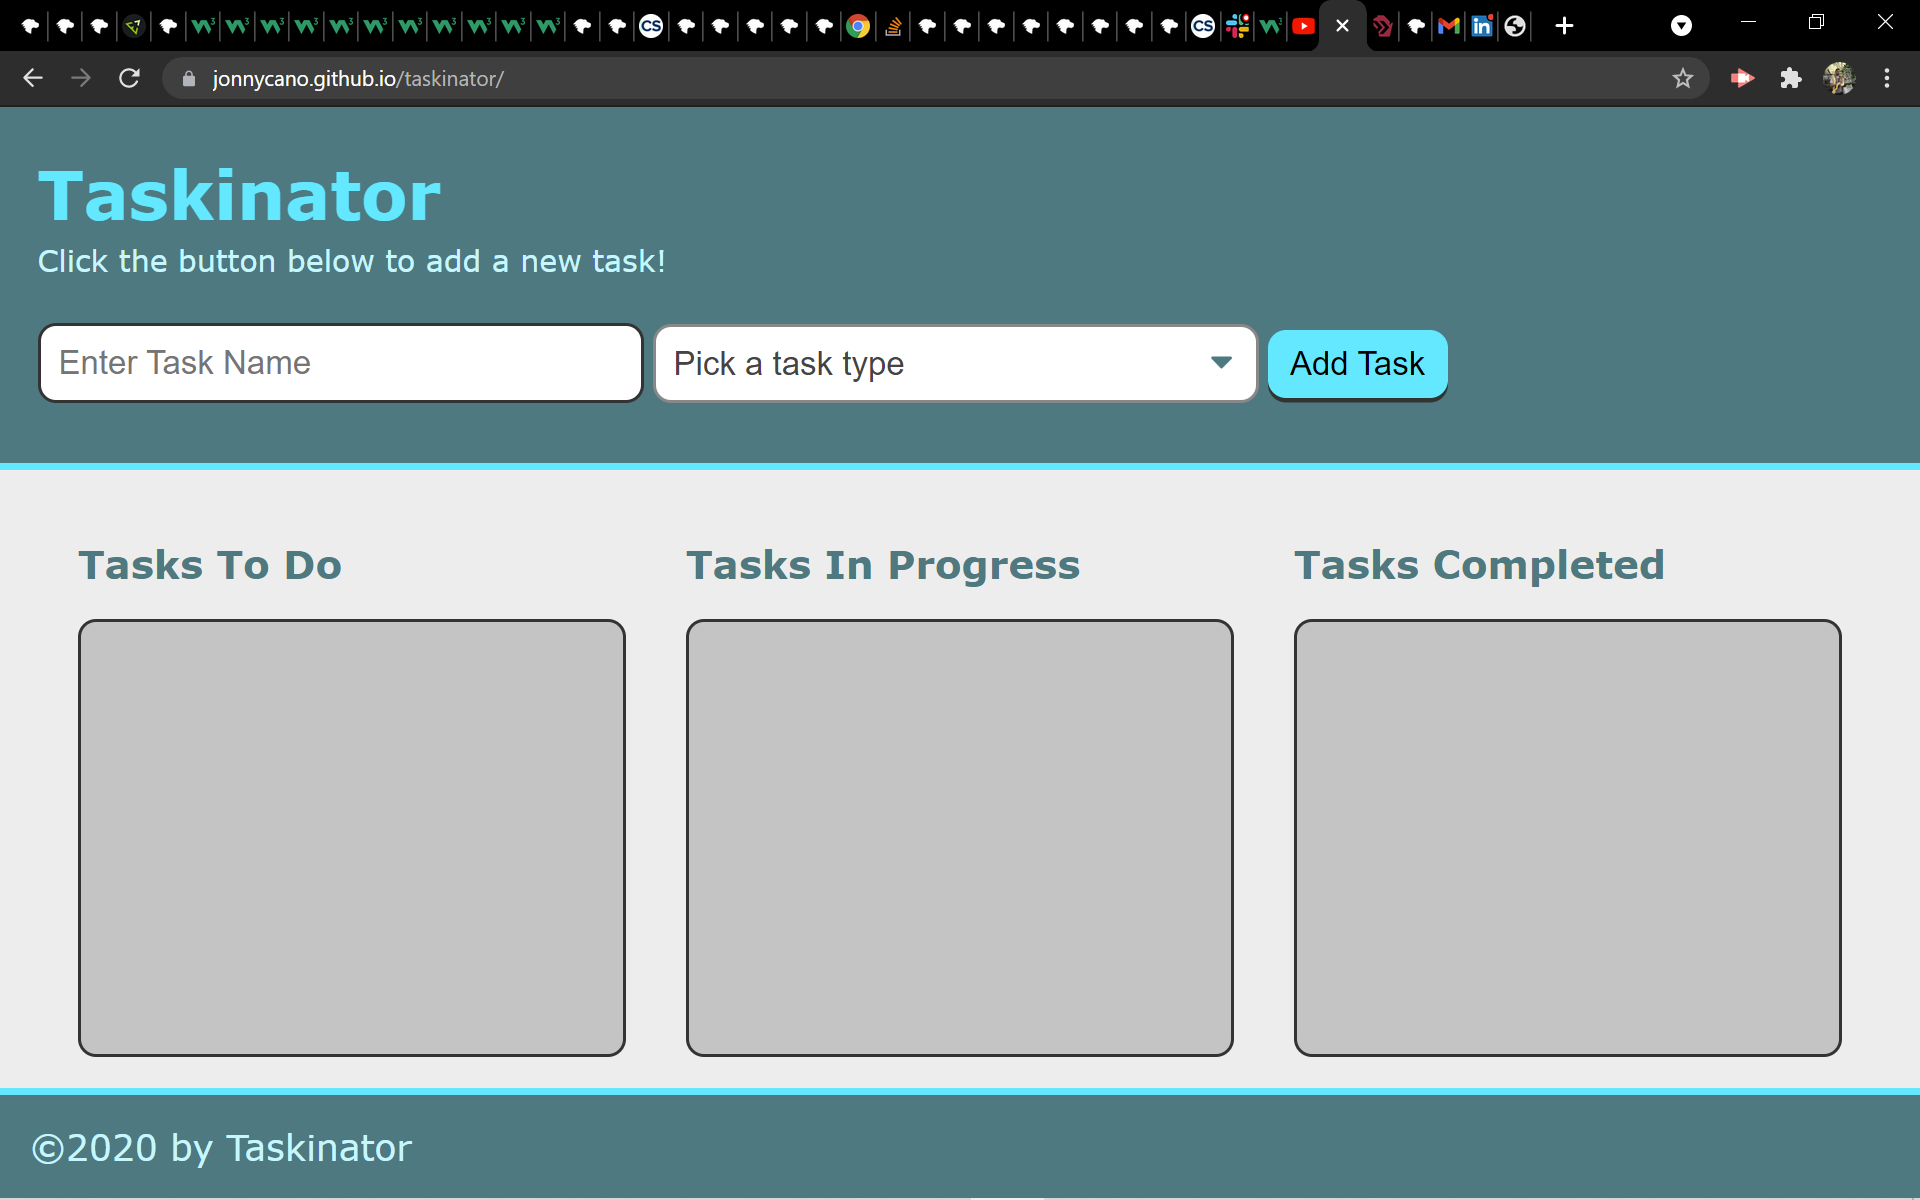 jonnycano.github.io/taskinator/
Taskinator
Click the button below to add a new task!
Enter Task Name
Pick a task type
Add Task
Tasks To Do
Tasks In Progress
Tasks Completed
©2020 by Taskinator